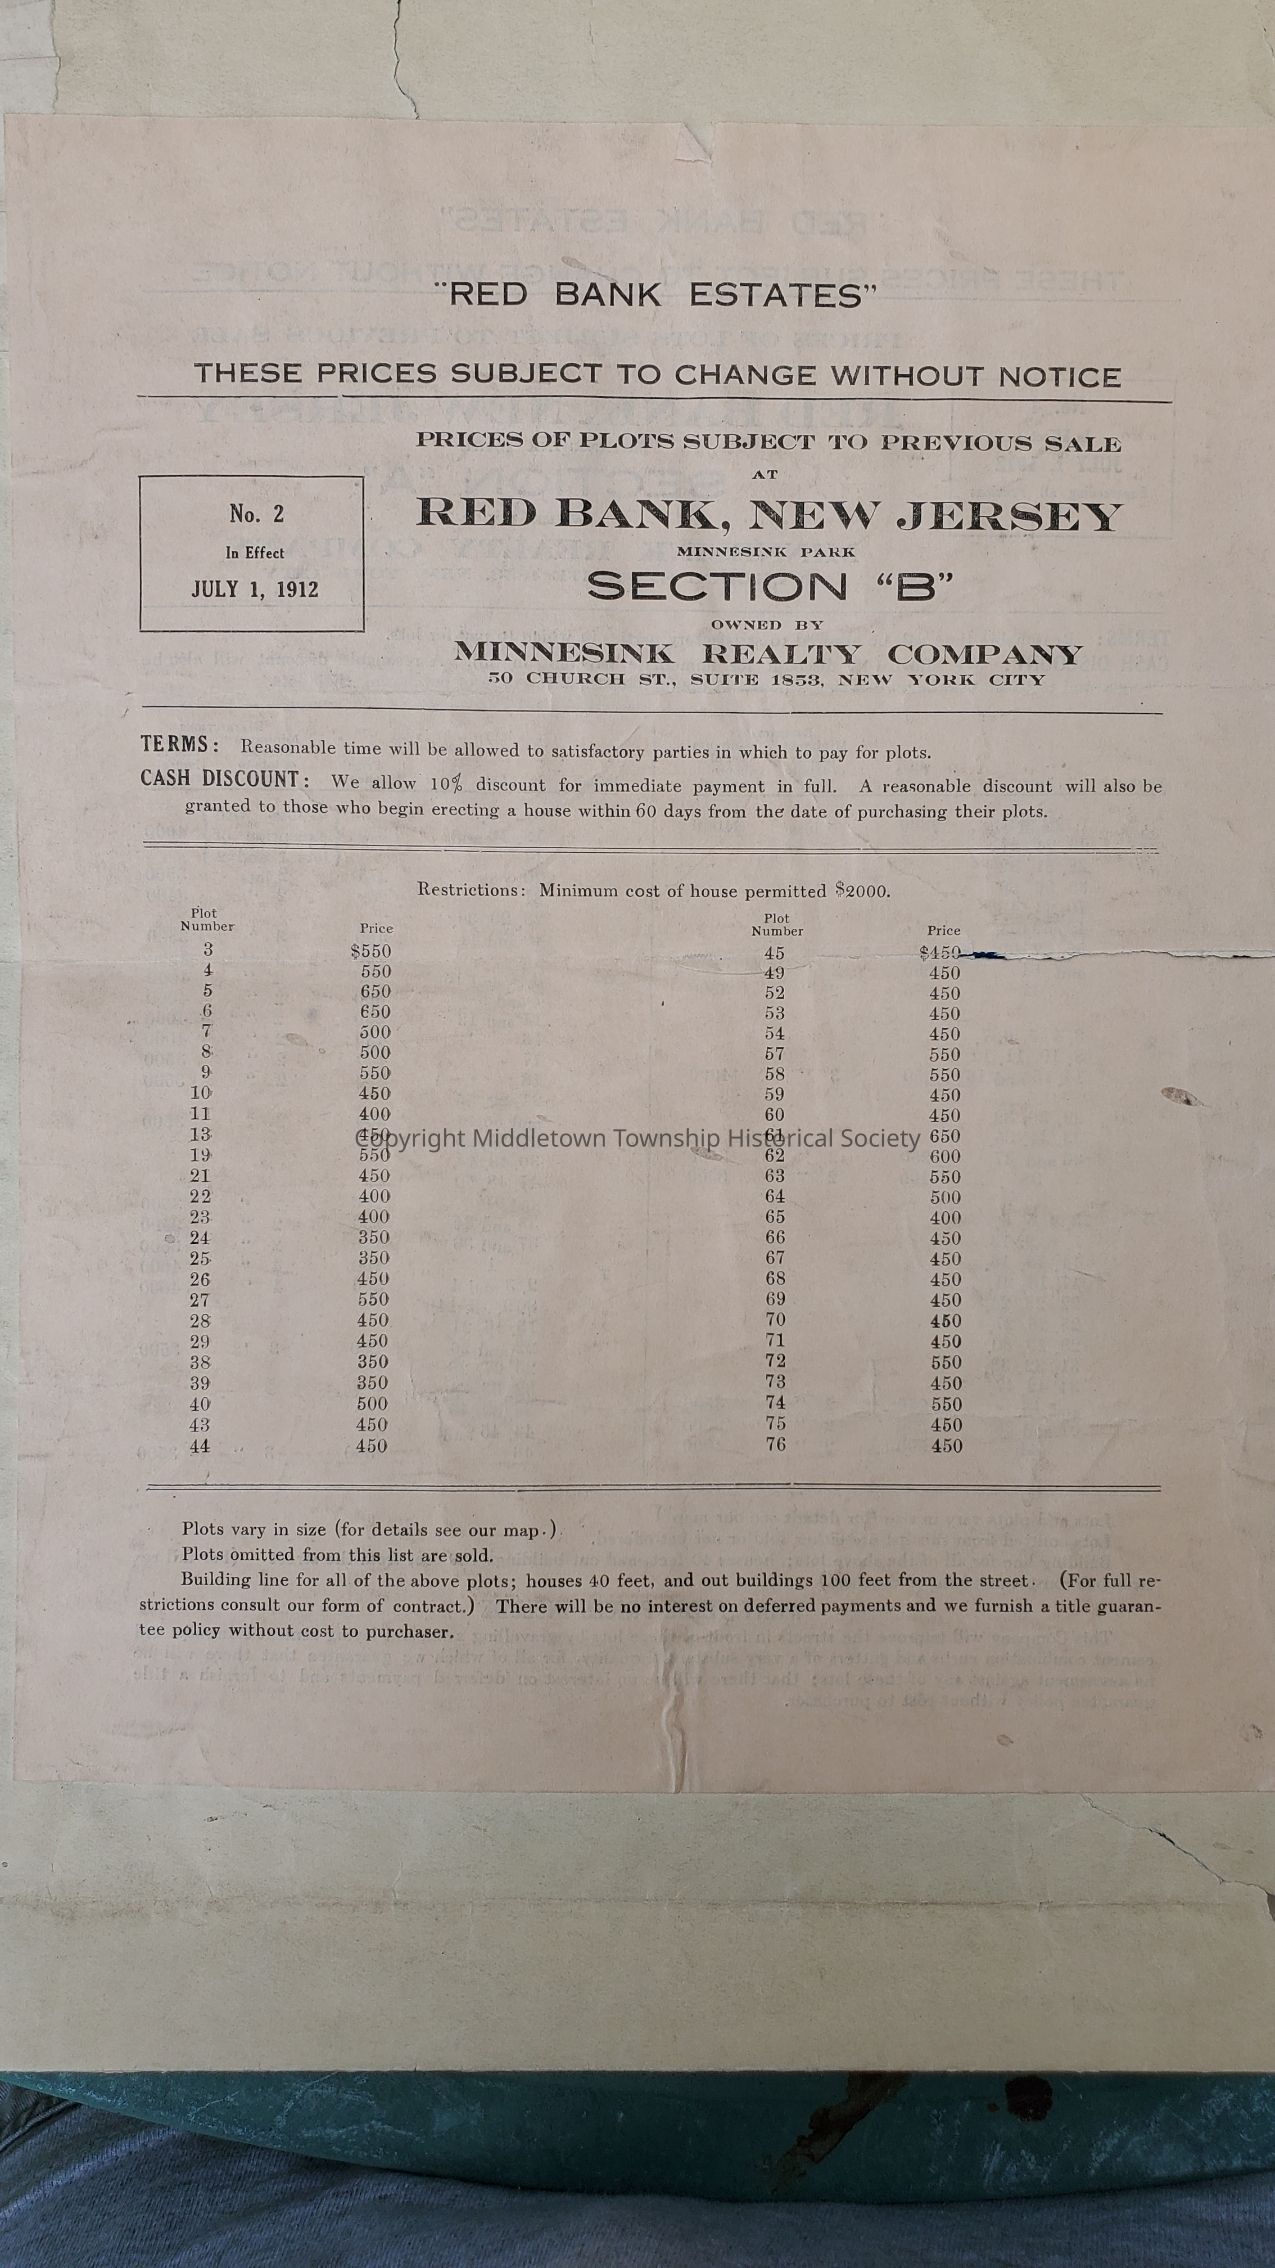 "RED BANK ESTATES"
THESE PRICES SUBJECT TO CHANGE WITHOUT NOTICE
PRICES OF PLOTS SUBJECT TO PREVIOUS SALE
AT
RED BANK, NEW JERSEY
MINNESINK PARK
SECTION "B"
OWNED BY
MINNESINK REALTY COMPANY
50 CHURCH ST., SUITE 1853, NEW YORK CITY
No. 2
In Effect
JULY 1, 1912
TERMS: Reasonable time will be allowed to satisfactory parties in which to pay for plots.
CASH DISCOUNT: We allow 10% discount for immediate payment in full. A reasonable discount will also be
granted to those who begin erecting a house within 60 days from the date of purchasing their plots.
Restrictions: Minimum cost of house permitted $2000.
Plot Number Price Plot Number Price
3 $550 45 $450
4 550 49 450
5 650 52 450
6 650 53 450
7 500 54 450
8 500 57 550
9 550 58 550
10 450 59 450
11 400 60 450
13 450 61 650
19 550 62 600
21 450 63 550
22 400 64 500
23 400 65 400
24 350 66 450
25 350 67 450
26 450 68 450
27 550 69 450
28 450 70 450
29 450 71 450
38 350 72 550
39 350 73 450
40 500 74 550
43 450 75 450
44 450 76 450
Copyright Middletown Township Historical Society
Plots vary in size (for details see our map.)
Plots omitted from this list are sold.
Building line for all of the above plots; houses 40 feet, and out buildings 100 feet from the street. (For full re-
strictions consult our form of contract.) There will be no interest on deferred payments and we furnish a title guaran-
tee policy without cost to purchaser.